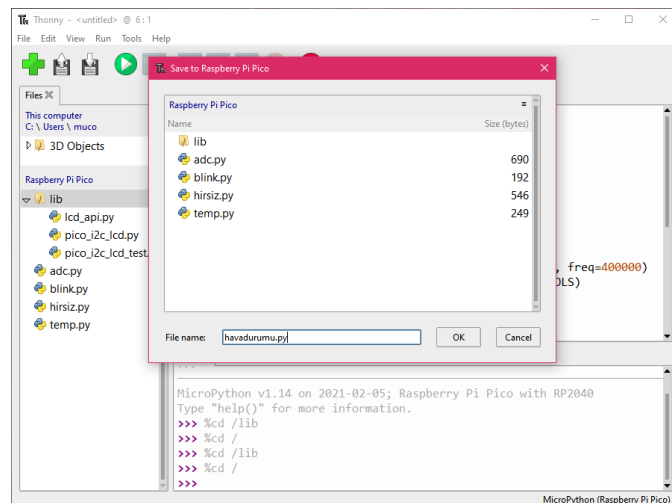 Thonny - <untitled> @ 6 : 1
File Edit View Run Tools Help
Save to Raspberry Pi Pico
Files
This computer
C: \ Users \ muco
3D Objects
Raspberry Pi Pico
lib
lcd_api.py
pico_i2c_lcd.py
pico_i2c_lcd_test.
adc.py
blink.py
hirsiz.py
temp.py
Raspberry Pi Pico
Name Size (bytes)
lib
adc.py 690
blink.py 192
hirsiz.py 546
temp.py 249
File name: havadurumu.py OK Cancel
, freq=400000)
OLS)
MicroPython v1.14 on 2021-02-05; Raspberry Pi Pico with RP2040
Type "help()" for more information.
>>> %cd /lib
>>> %cd /
>>> %cd /lib
>>> %cd /
>>>
MicroPython (Raspberry Pi Pico)